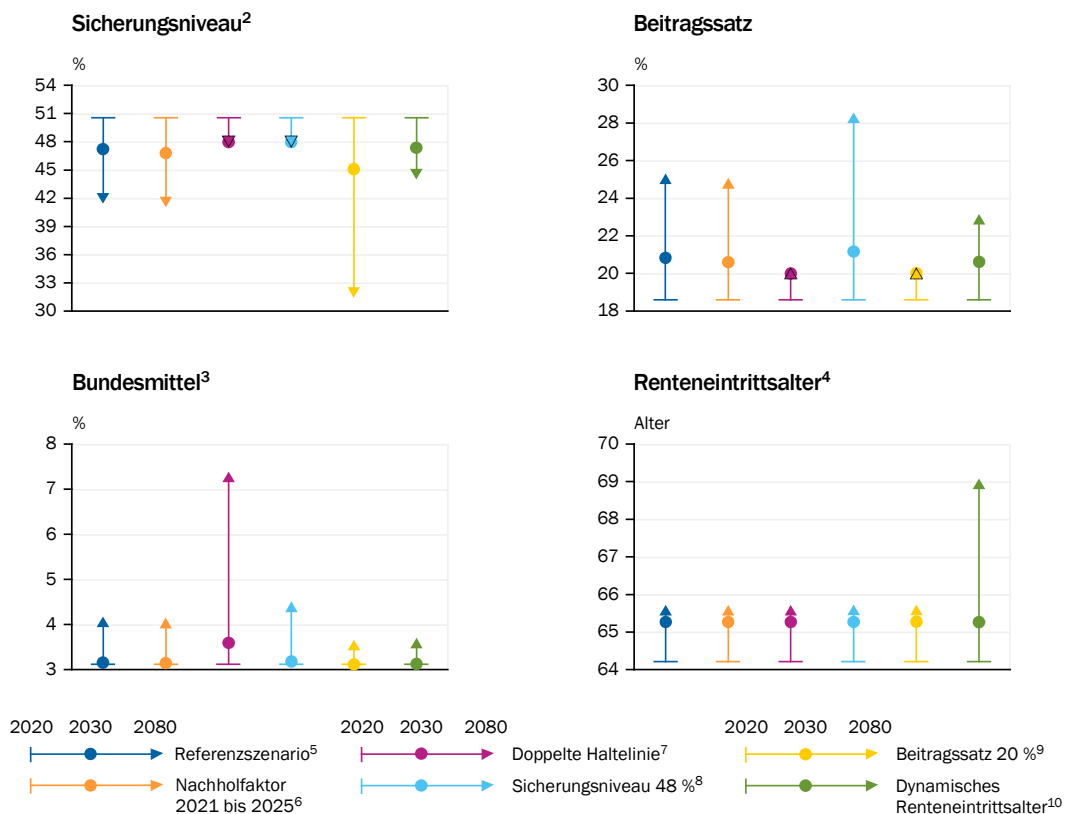 Sicherungsniveau²
%
54
51
48
45
42
39
36
33
30
Beitragssatz
%
30
28
26
24
22
20
18
Bundesmittel³
%
8
7
6
5
4
3
Renteneintrittsalter⁴
Alter
70
69
68
67
66
65
64
2020 2030 2080
Referenzszenario⁵
Nachholfaktor
2021 bis 2025⁶
2020 2030 2080
Doppelte Haltelinie⁷
Sicherungsniveau 48 %⁸
2020 2030 2080
Beitragssatz 20 %⁹
Dynamisches
Renteneintrittsalter¹⁰